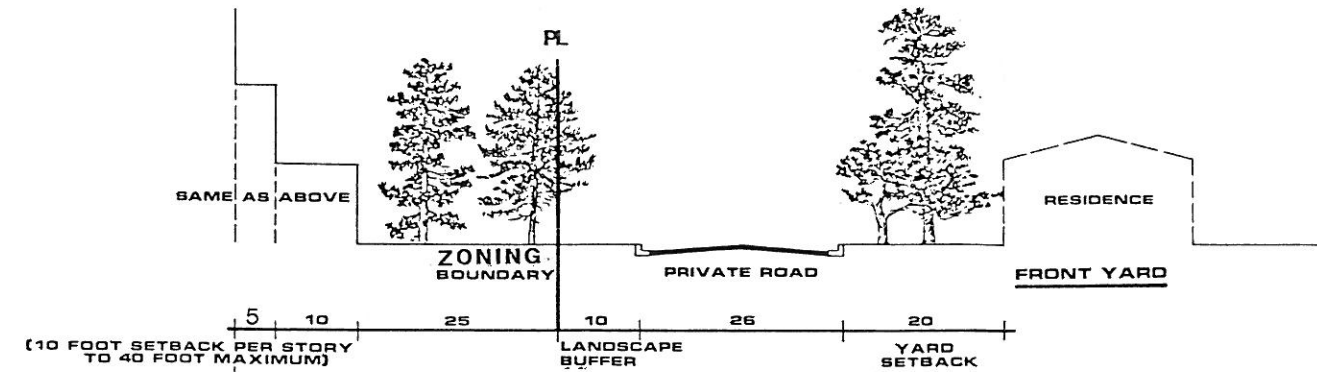 PL
SAME AS ABOVE
RESIDENCE
ZONING
BOUNDARY
PRIVATE ROAD
FRONT YARD
5 10 25 10 26 20
(10 FOOT SETBACK PER STORY
TO 40 FOOT MAXIMUM)
LANDSCAPE
BUFFER
YARD
SETBACK